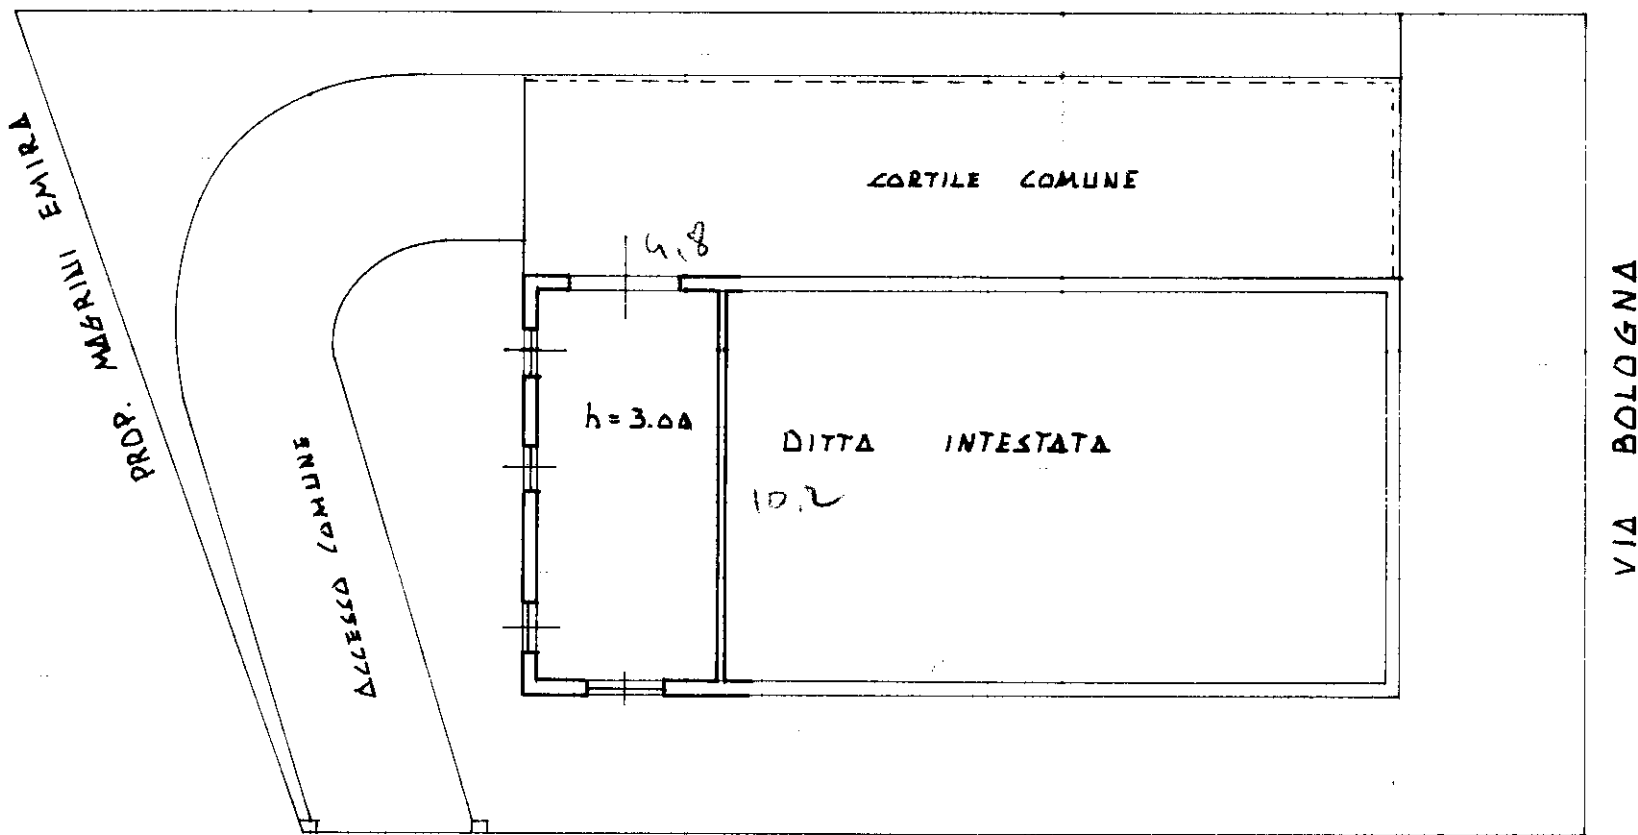 PROP. MAGRINI EMIRA
CORTILE COMUNE
4,8
h=3.00
DITTA INTESTATA
10,2
ACCESSO COMUNE
VIA BOLOGNA